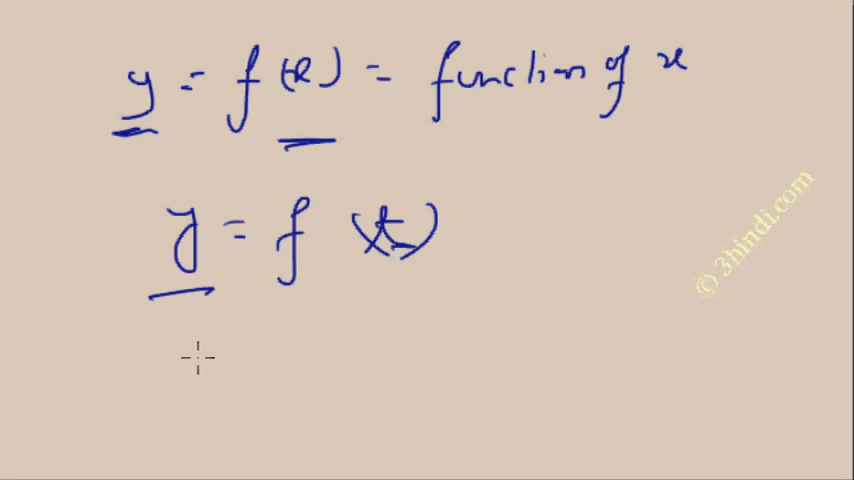 y = f(x) = function of x
y = f (t)
© 3hindi.com